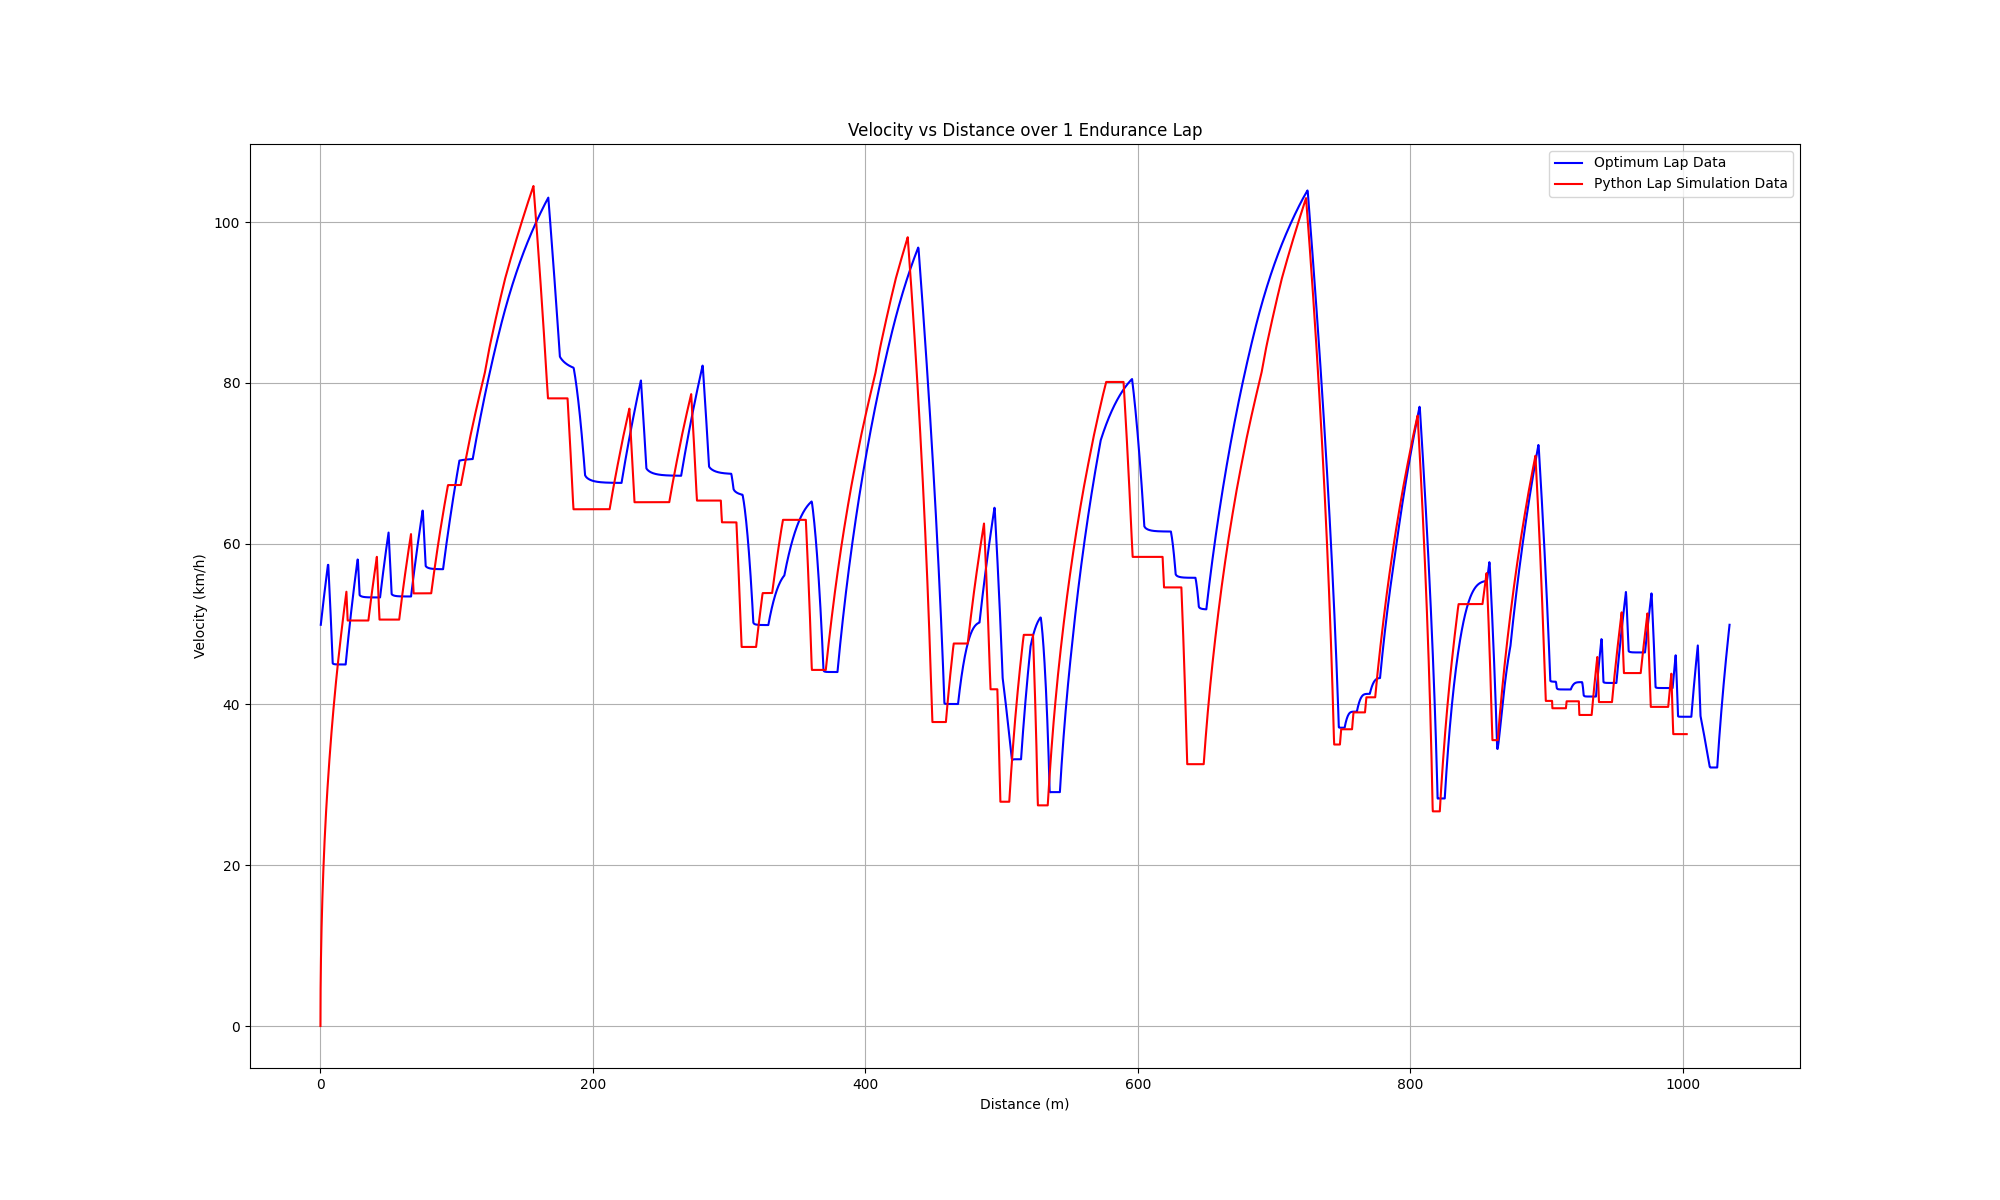 Velocity vs Distance over 1 Endurance Lap
Optimum Lap Data
Python Lap Simulation Data
Velocity (km/h)
100
80
60
40
20
0
0 200 400 600 800 1000
Distance (m)